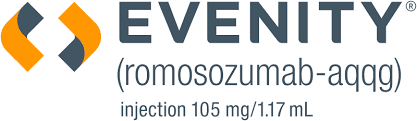 EVENITY®
(romosozumab-aqqg)
injection 105 mg/1.17 mL